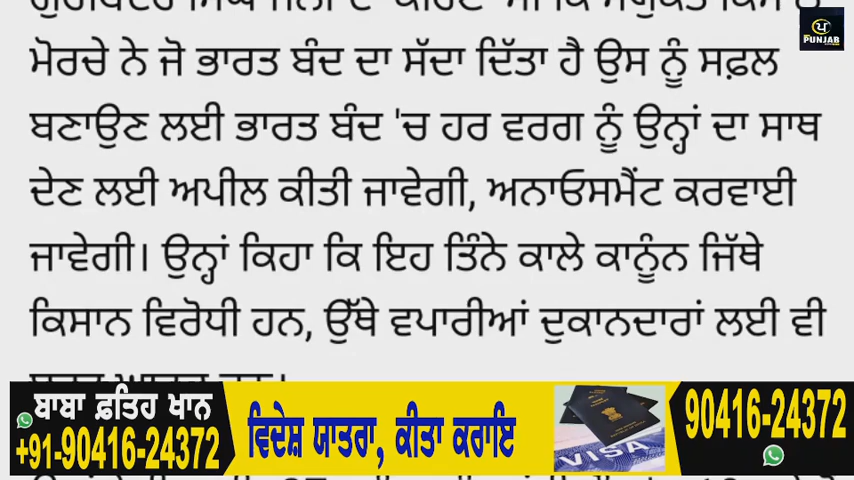 ਪ
PUNJAB
ਮੋਰਚੇ ਨੇ ਜੋ ਭਾਰਤ ਬੰਦ ਦਾ ਸੱਦਾ ਦਿੱਤਾ ਹੈ ਉਸ ਨੂੰ ਸਫ਼ਲ
ਬਣਾਉਣ ਲਈ ਭਾਰਤ ਬੰਦ 'ਚ ਹਰ ਵਰਗ ਨੂੰ ਉਨ੍ਹਾਂ ਦਾ ਸਾਥ
ਦੇਣ ਲਈ ਅਪੀਲ ਕੀਤੀ ਜਾਵੇਗੀ, ਅਨਾਓਸਮੈਂਟ ਕਰਵਾਈ
ਜਾਵੇਗੀ। ਉਨ੍ਹਾਂ ਕਿਹਾ ਕਿ ਇਹ ਤਿੰਨੇ ਕਾਲੇ ਕਾਨੂੰਨ ਜਿੱਥੇ
ਕਿਸਾਨ ਵਿਰੋਧੀ ਹਨ, ਉੱਥੇ ਵਪਾਰੀਆਂ ਦੁਕਾਨਦਾਰਾਂ ਲਈ ਵੀ
ਬਾਬਾ ਫ਼ਤਿਹ ਖਾਨ
+91-90416-24372
ਵਿਦੇਸ਼ ਯਾਤਰਾ, ਕੀਤਾ ਕਰਾਇ
VISA
90416-24372